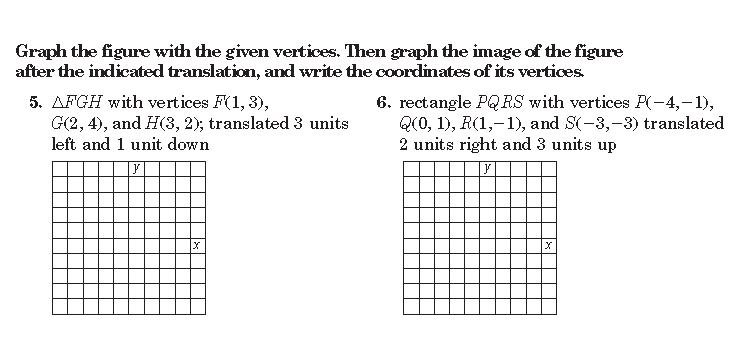 Graph the figure with the given vertices. Then graph the image of the figure
after the indicated translation, and write the coordinates of its vertices.
5. △FGH with vertices F(1, 3),
G(2, 4), and H(3, 2); translated 3 units
left and 1 unit down
y
x
6. rectangle PQRS with vertices P(−4,−1),
Q(0, 1), R(1,−1), and S(−3,−3) translated
2 units right and 3 units up
y
x